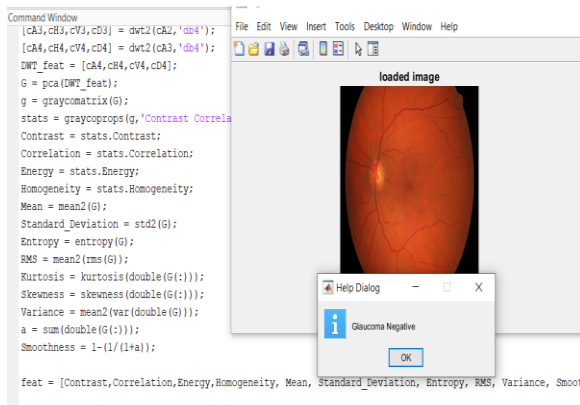 Command Window
[cA3,cH3,cV3,cD3] = dwt2(cA2,'db4');
[cA4,cH4,cV4,cD4] = dwt2(cA3,'db4');
DWT_feat = [cA4,cH4,cV4,cD4];
G = pca(DWT_feat);
g = graycomatrix(G);
stats = graycoprops(g,'Contrast Correla
Contrast = stats.Contrast;
Correlation = stats.Correlation;
Energy = stats.Energy;
Homogeneity = stats.Homogeneity;
Mean = mean2(G);
Standard_Deviation = std2(G);
Entropy = entropy(G);
RMS = mean2(rms(G));
Kurtosis = kurtosis(double(G(:)));
Skewness = skewness(double(G(:)));
Variance = mean2(var(double(G)));
a = sum(double(G(:)));
Smoothness = 1-(1/(1+a));
feat = [Contrast,Correlation,Energy,Homogeneity, Mean, Standard_Deviation, Entropy, RMS, Variance, Smoot
File Edit View Insert Tools Desktop Window Help
loaded image
Help Dialog
Glaucoma Negative
OK